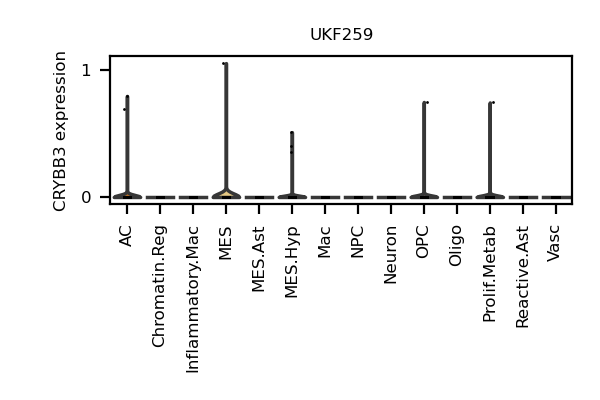 UKF259
CRYBB3 expression
1
0
AC
Chromatin.Reg
Inflammatory.Mac
MES
MES.Ast
MES.Hyp
Mac
NPC
Neuron
OPC
Oligo
Prolif.Metab
Reactive.Ast
Vasc